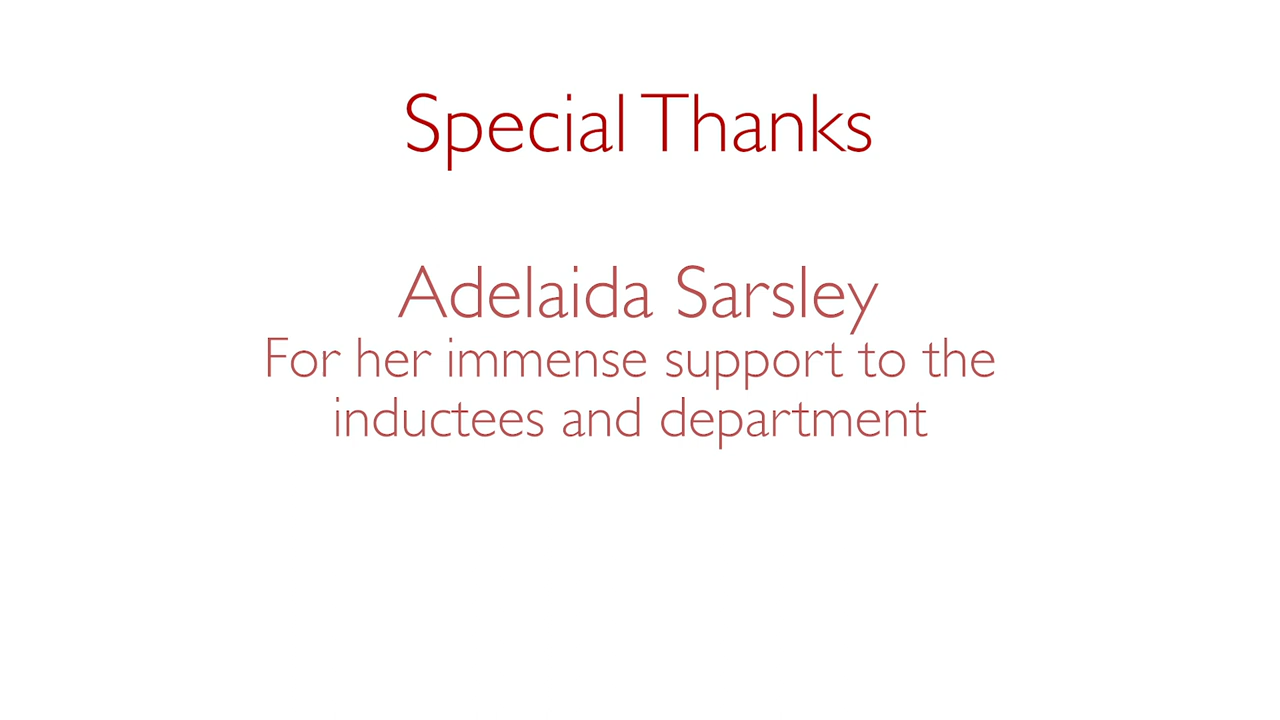 Special Thanks
Adelaida Sarsley
For her immense support to the
inductees and department